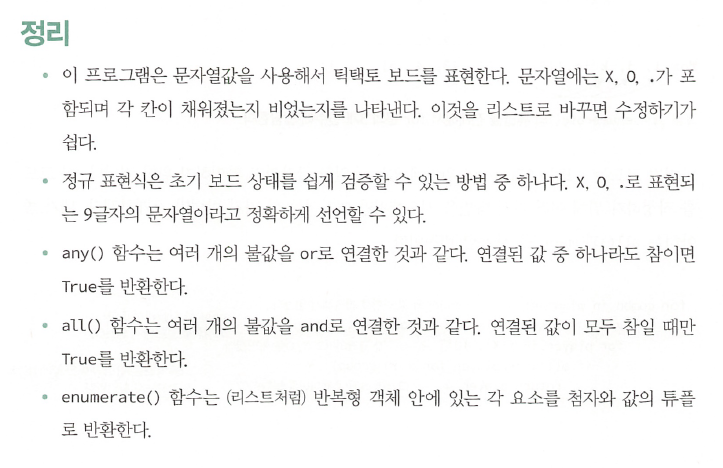 정리
• 이 프로그램은 문자열값을 사용해서 틱택토 보드를 표현한다. 문자열에는 X, O, .가 포
함되며 각 칸이 채워졌는지 비었는지를 나타낸다. 이것을 리스트로 바꾸면 수정하기가
쉽다.
• 정규 표현식은 초기 보드 상태를 쉽게 검증할 수 있는 방법 중 하나다. X, O, .로 표현되
는 9글자의 문자열이라고 정확하게 선언할 수 있다.
• any() 함수는 여러 개의 불값을 or로 연결한 것과 같다. 연결된 값 중 하나라도 참이면
True를 반환한다.
• all() 함수는 여러 개의 불값을 and로 연결한 것과 같다. 연결된 값이 모두 참일 때만
True를 반환한다.
• enumerate() 함수는 (리스트처럼) 반복형 객체 안에 있는 각 요소를 첨자와 값의 튜플
로 반환한다.